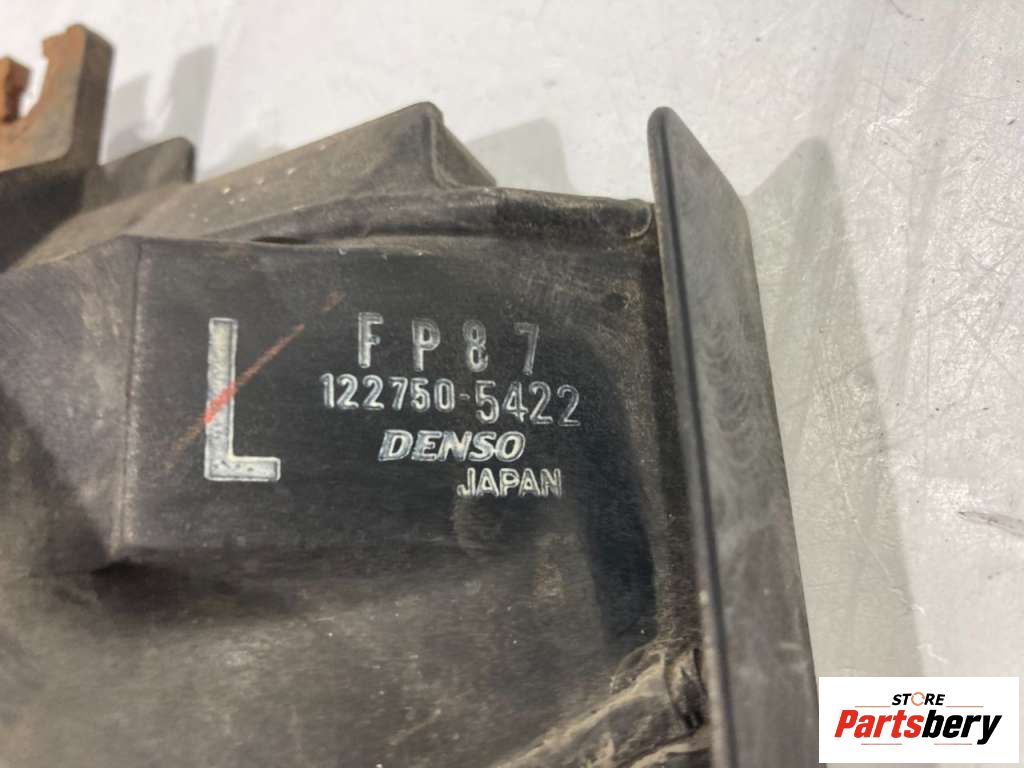 L
FP87
122750-5422
DENSO
JAPAN
STORE
Partsbery